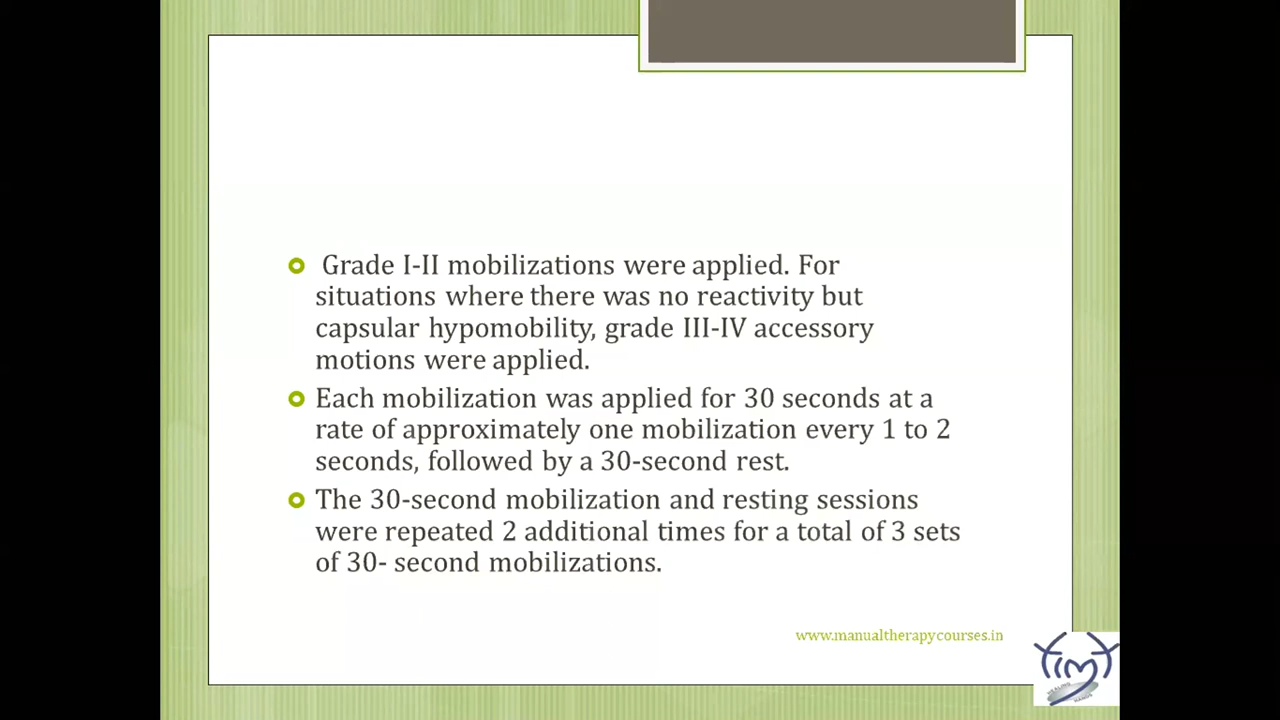 Grade I-II mobilizations were applied. For
situations where there was no reactivity but
capsular hypomobility, grade III-IV accessory
motions were applied.
Each mobilization was applied for 30 seconds at a
rate of approximately one mobilization every 1 to 2
seconds, followed by a 30-second rest.
The 30-second mobilization and resting sessions
were repeated 2 additional times for a total of 3 sets
of 30- second mobilizations.
www.manualtherapycourses.in